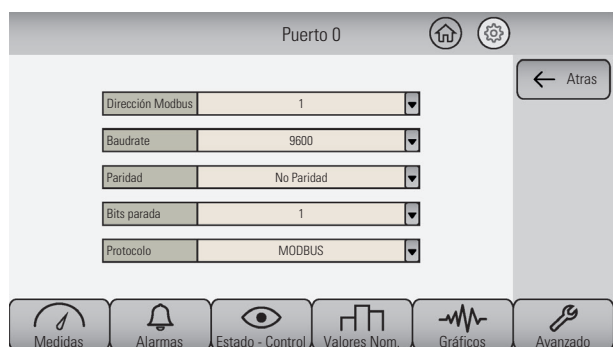 Puerto 0
Atras
Dirección Modbus 1
Baudrate 9600
Paridad No Paridad
Bits parada 1
Protocolo MODBUS
Medidas Alarmas Estado - Control Valores Nom. Gráficos Avanzado